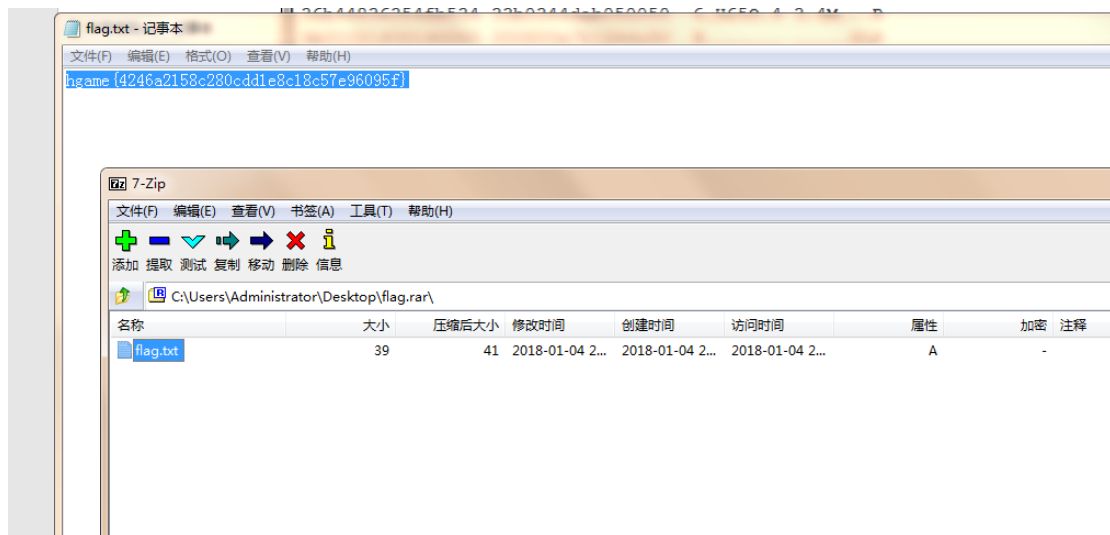 flag.txt - 记事本
文件(F) 编辑(E) 格式(O) 查看(V) 帮助(H)
hgame{4246a2158c280cdd1e8c18c57e96095f}
7-Zip
文件(F) 编辑(E) 查看(V) 书签(A) 工具(T) 帮助(H)
添加 提取 测试 复制 移动 删除 信息
C:\Users\Administrator\Desktop\flag.rar\
名称 大小 压缩后大小 修改时间 创建时间 访问时间 属性 加密 注释
flag.txt 39 41 2018-01-04 2... 2018-01-04 2... 2018-01-04 2... A -